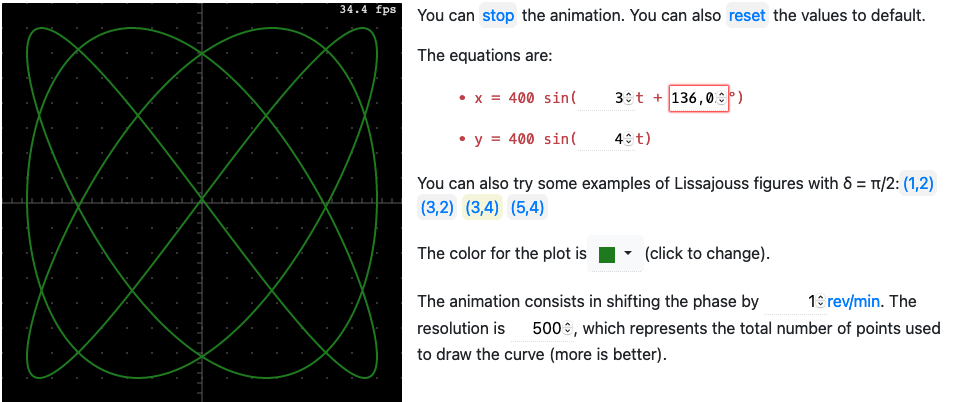 34.4 fps
You can stop the animation. You can also reset the values to default.
The equations are:
• x = 400 sin( 3t + 136,0°)
• y = 400 sin( 4t)
You can also try some examples of Lissajouss figures with δ = π/2: (1,2)
(3,2) (3,4) (5,4)
The color for the plot is (click to change).
The animation consists in shifting the phase by 1 rev/min. The
resolution is 500, which represents the total number of points used
to draw the curve (more is better).